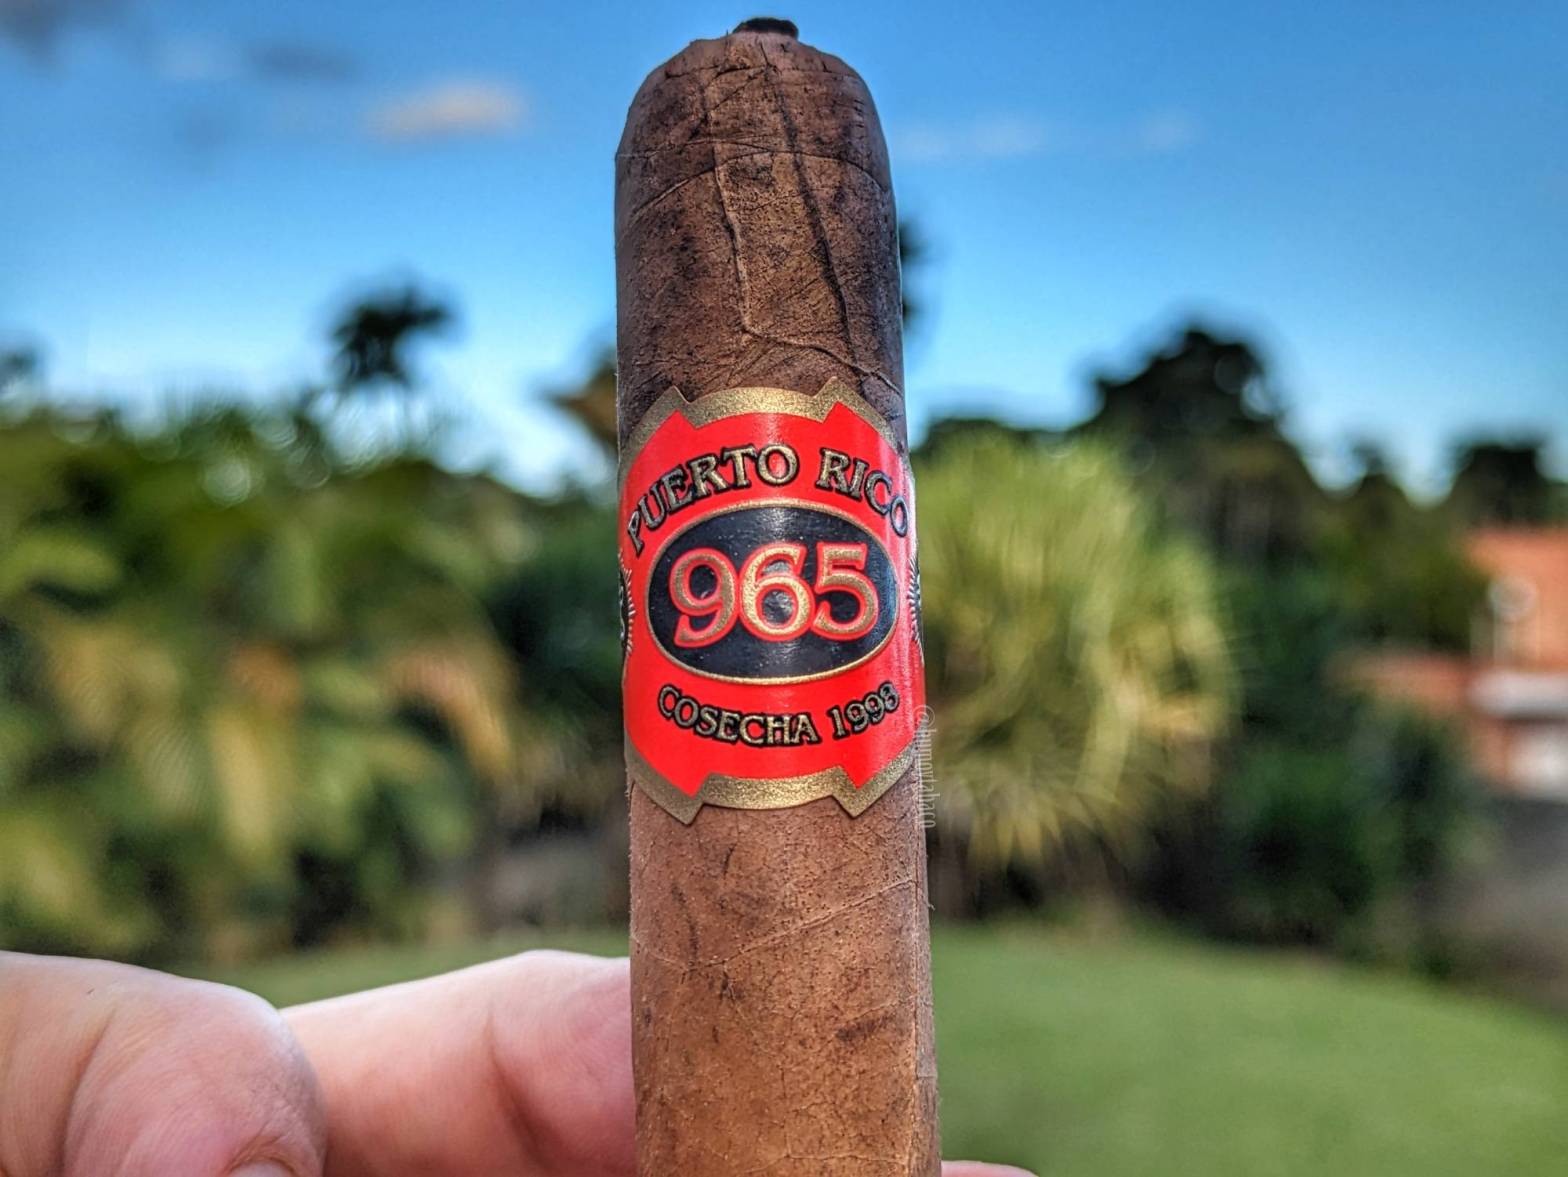 PUERTO RICO
965
COSECHA 1998